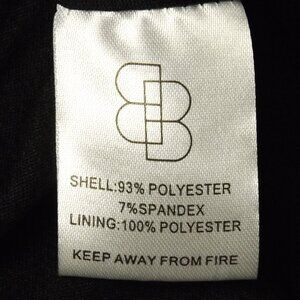 SHELL:93% POLYESTER
7%SPANDEX
LINING:100% POLYESTER
KEEP AWAY FROM FIRE